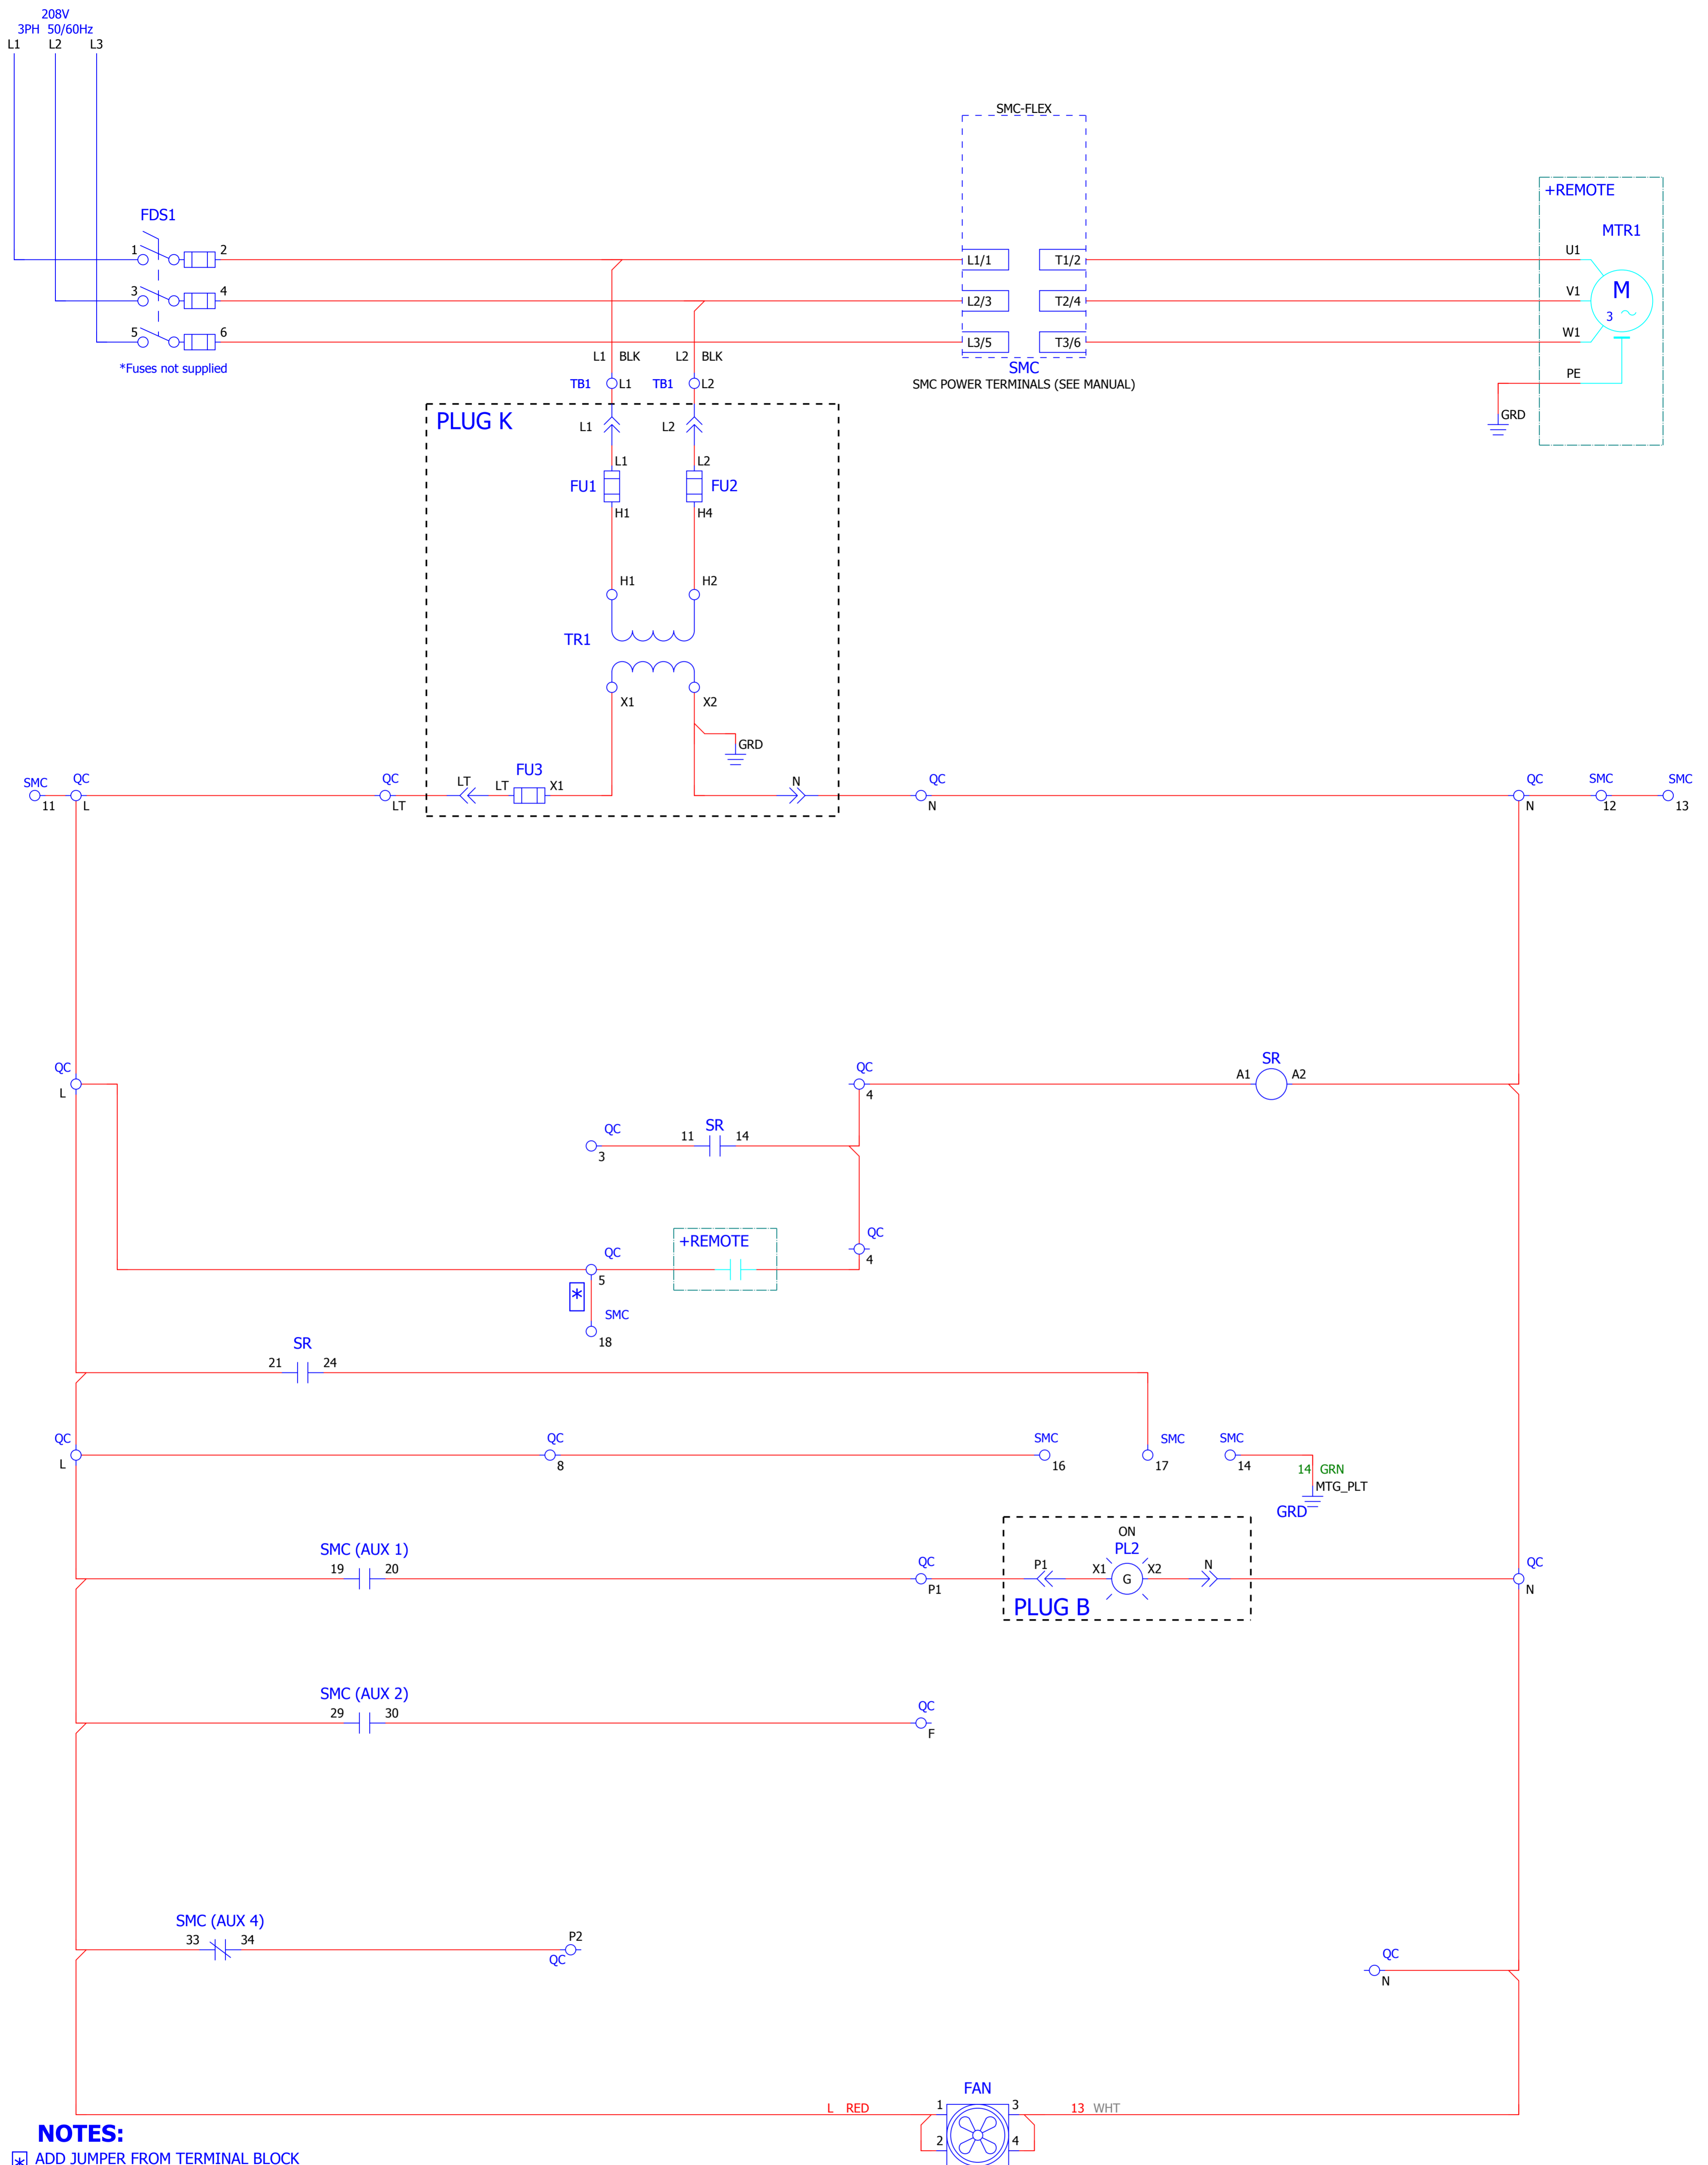 208V
3PH 50/60Hz
L1 L2 L3
SMC-FLEX
+REMOTE
FDS1
MTR1
1 2
L1/1 T1/2
U1
3 4
L2/3 T2/4
V1
M
3
5 6
L3/5 T3/6
W1
*Fuses not supplied
L1 BLK L2 BLK
SMC
SMC POWER TERMINALS (SEE MANUAL)
PE
TB1 L1 TB1 L2
GRD
PLUG K
L1 L2
L1 L2
FU1 FU2
H1 H4
H1 H2
TR1
X1 X2
GRD
SMC QC QC FU3 QC QC SMC SMC
LT LT X1 N
11 L LT N N 12 13
QC QC SR
A1 A2
L 4
QC SR
11 14
3
QC
+REMOTE
QC
4
5
*
SMC
18
SR
21 24
QC QC SMC SMC SMC
L 8 16 17 14
14 GRN
MTG_PLT
GRD
ON
SMC (AUX 1) PL2
19 20 QC P1 X1 G X2 N QC
P1 N
PLUG B
SMC (AUX 2)
29 30 QC
F
SMC (AUX 4)
33 34 P2
QC
QC
N
FAN
L RED 1 3 13 WHT
2 4
NOTES:
* ADD JUMPER FROM TERMINAL BLOCK